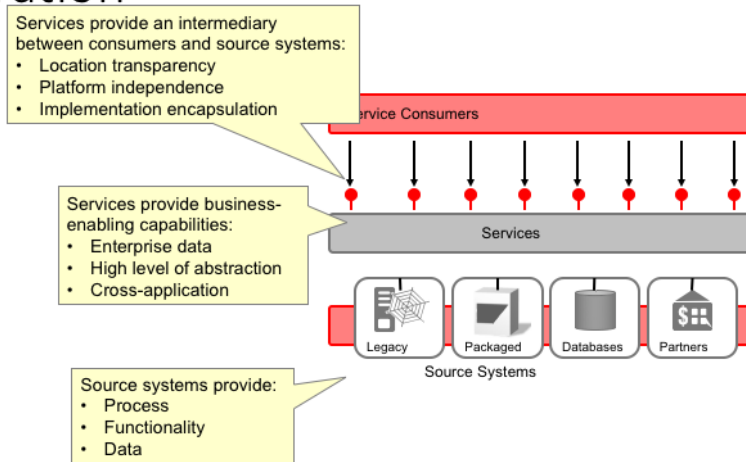 ation
Services provide an intermediary
between consumers and source systems:
• Location transparency
• Platform independence
• Implementation encapsulation
ervice Consumers
Services provide business-
enabling capabilities:
• Enterprise data
• High level of abstraction
• Cross-application
Services
Legacy
Packaged
Databases
$
Partners
Source Systems
Source systems provide:
• Process
• Functionality
• Data